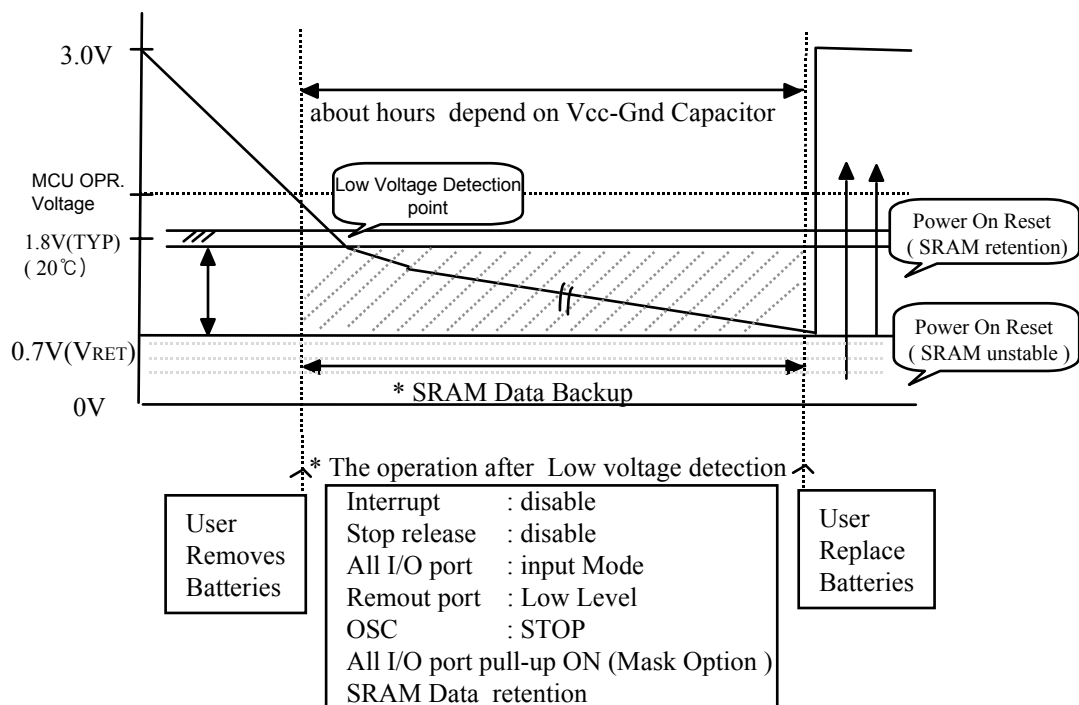 3.0V
about hours depend on Vcc-Gnd Capacitor
MCU OPR.
Voltage
Low Voltage Detection
point
1.8V(TYP)
( 20℃)
Power On Reset
( SRAM retention)
0.7V(VRET)
Power On Reset
( SRAM unstable )
* SRAM Data Backup
0V
* The operation after Low voltage detection
User
Removes
Batteries
Interrupt : disable
Stop release : disable
All I/O port : input Mode
Remout port : Low Level
OSC : STOP
All I/O port pull-up ON (Mask Option )
SRAM Data retention
User
Replace
Batteries